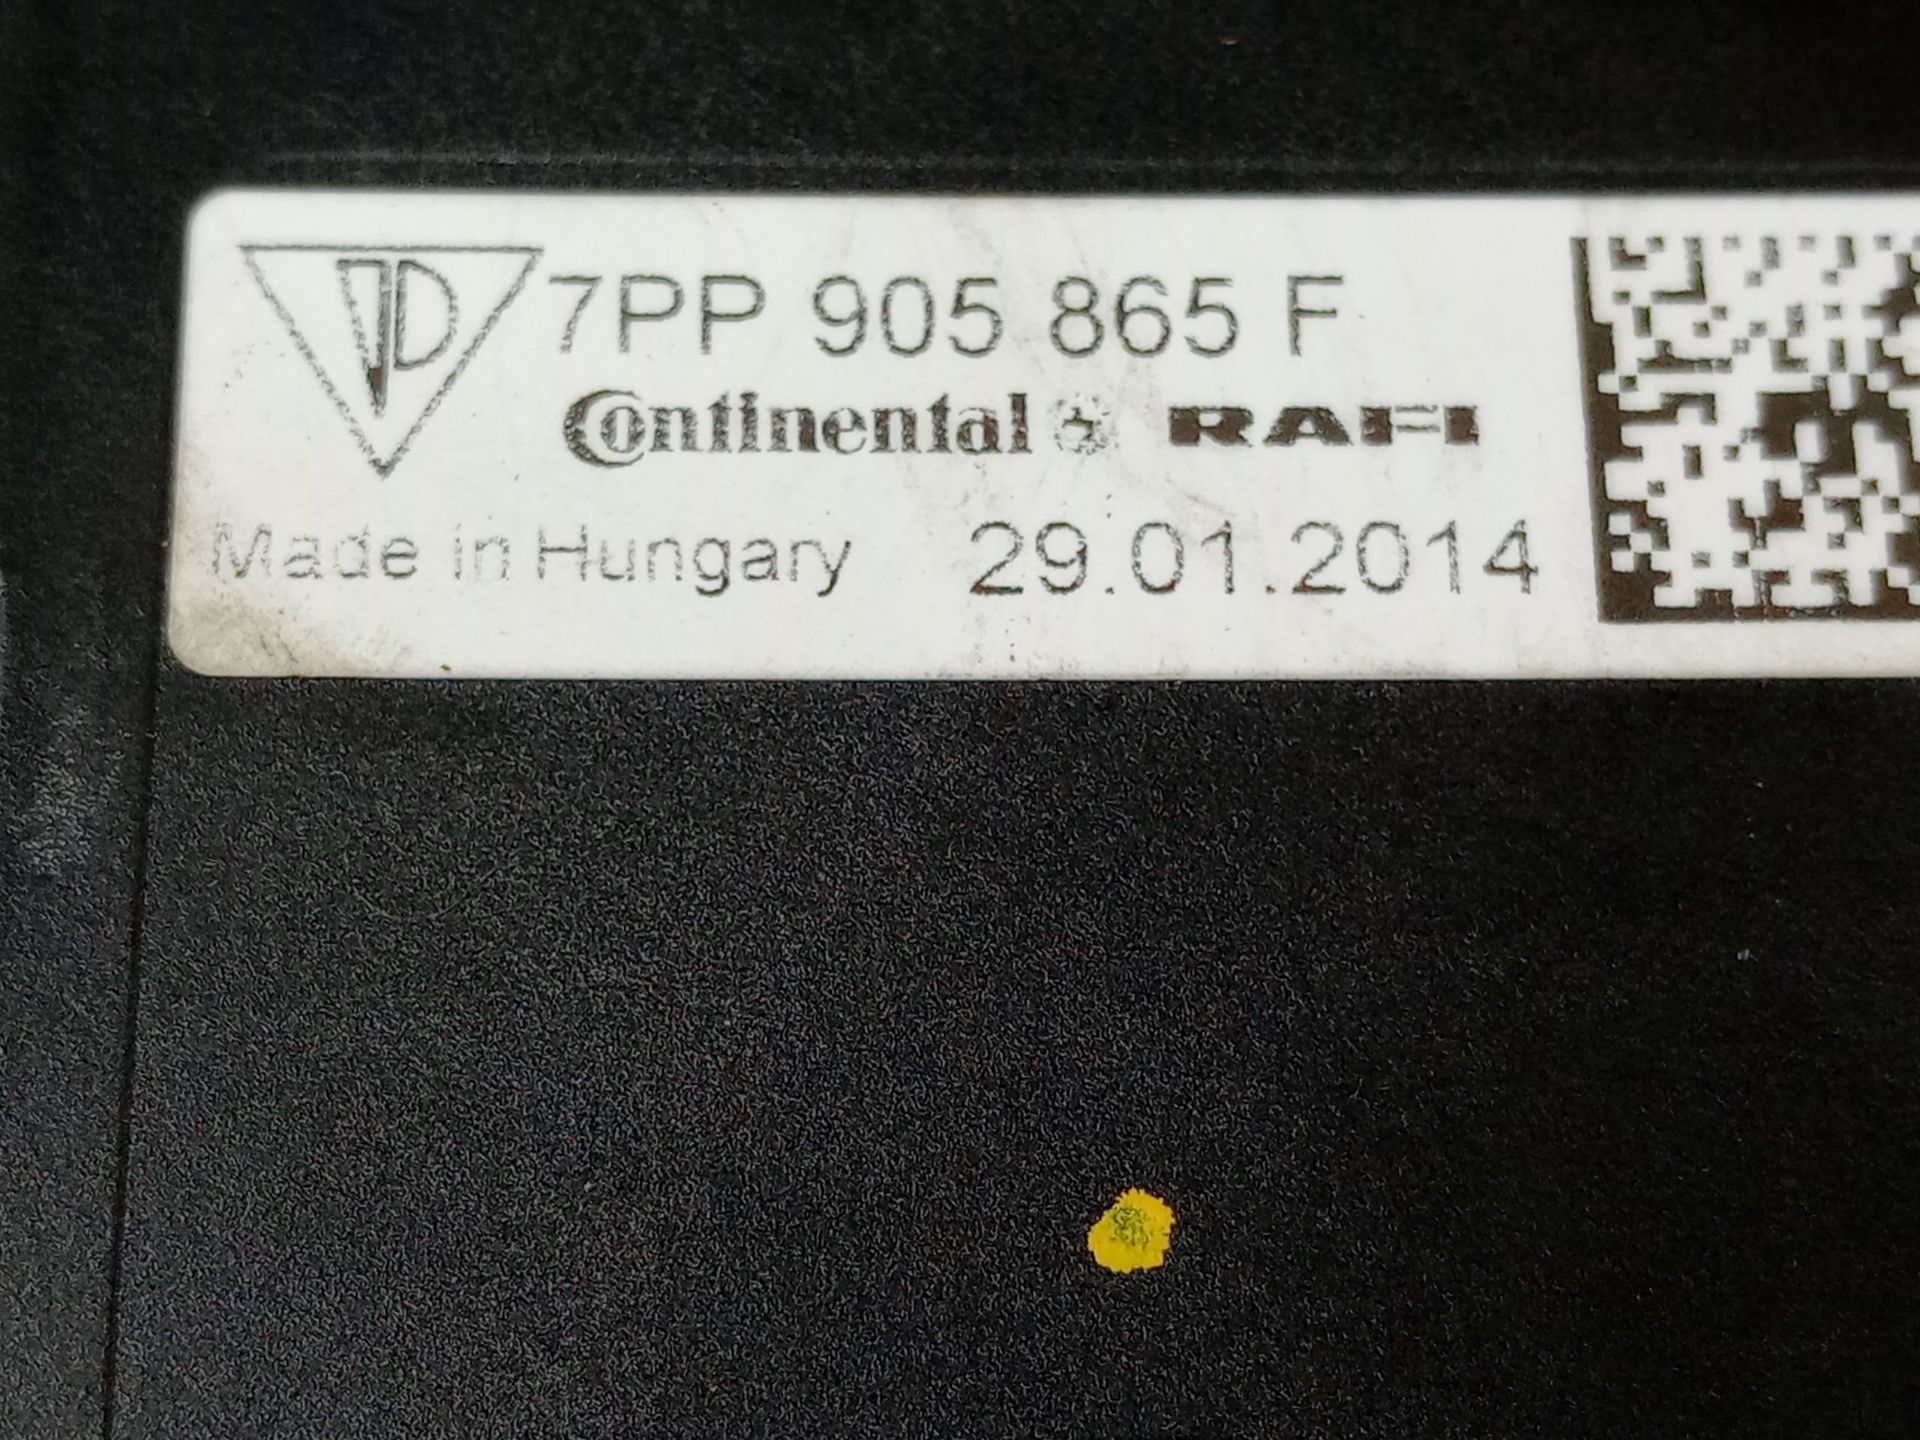 7PP 905 865 F
Continental RAFI
Made in Hungary 29.01.2014